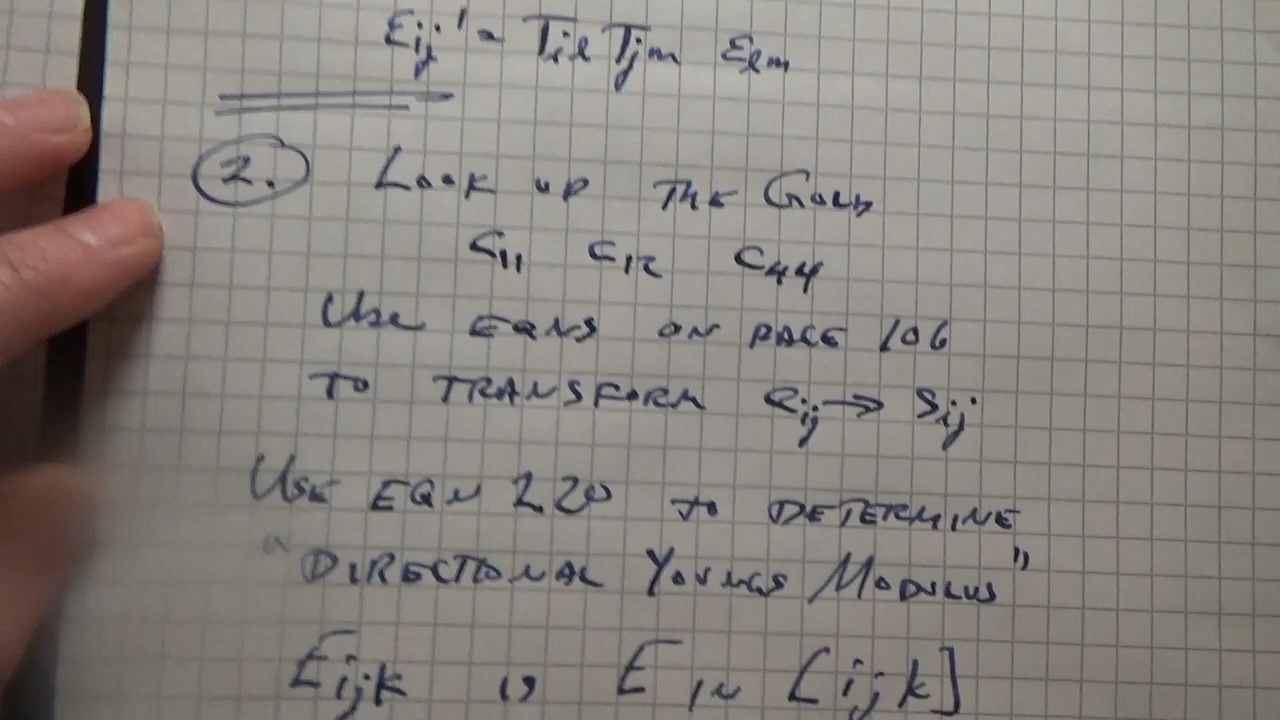 Eij' = Til Tjm Elm
2. Look up THE GOLD
C11 C12 C44
Use EQNS ON PAGE 106
TO TRANSFORM Cij → Sij
USE EQN 2.20 TO DETERMINE
"DIRECTIONAL YOUNGS MODULUS"
Eijk IS E IN [ijk]